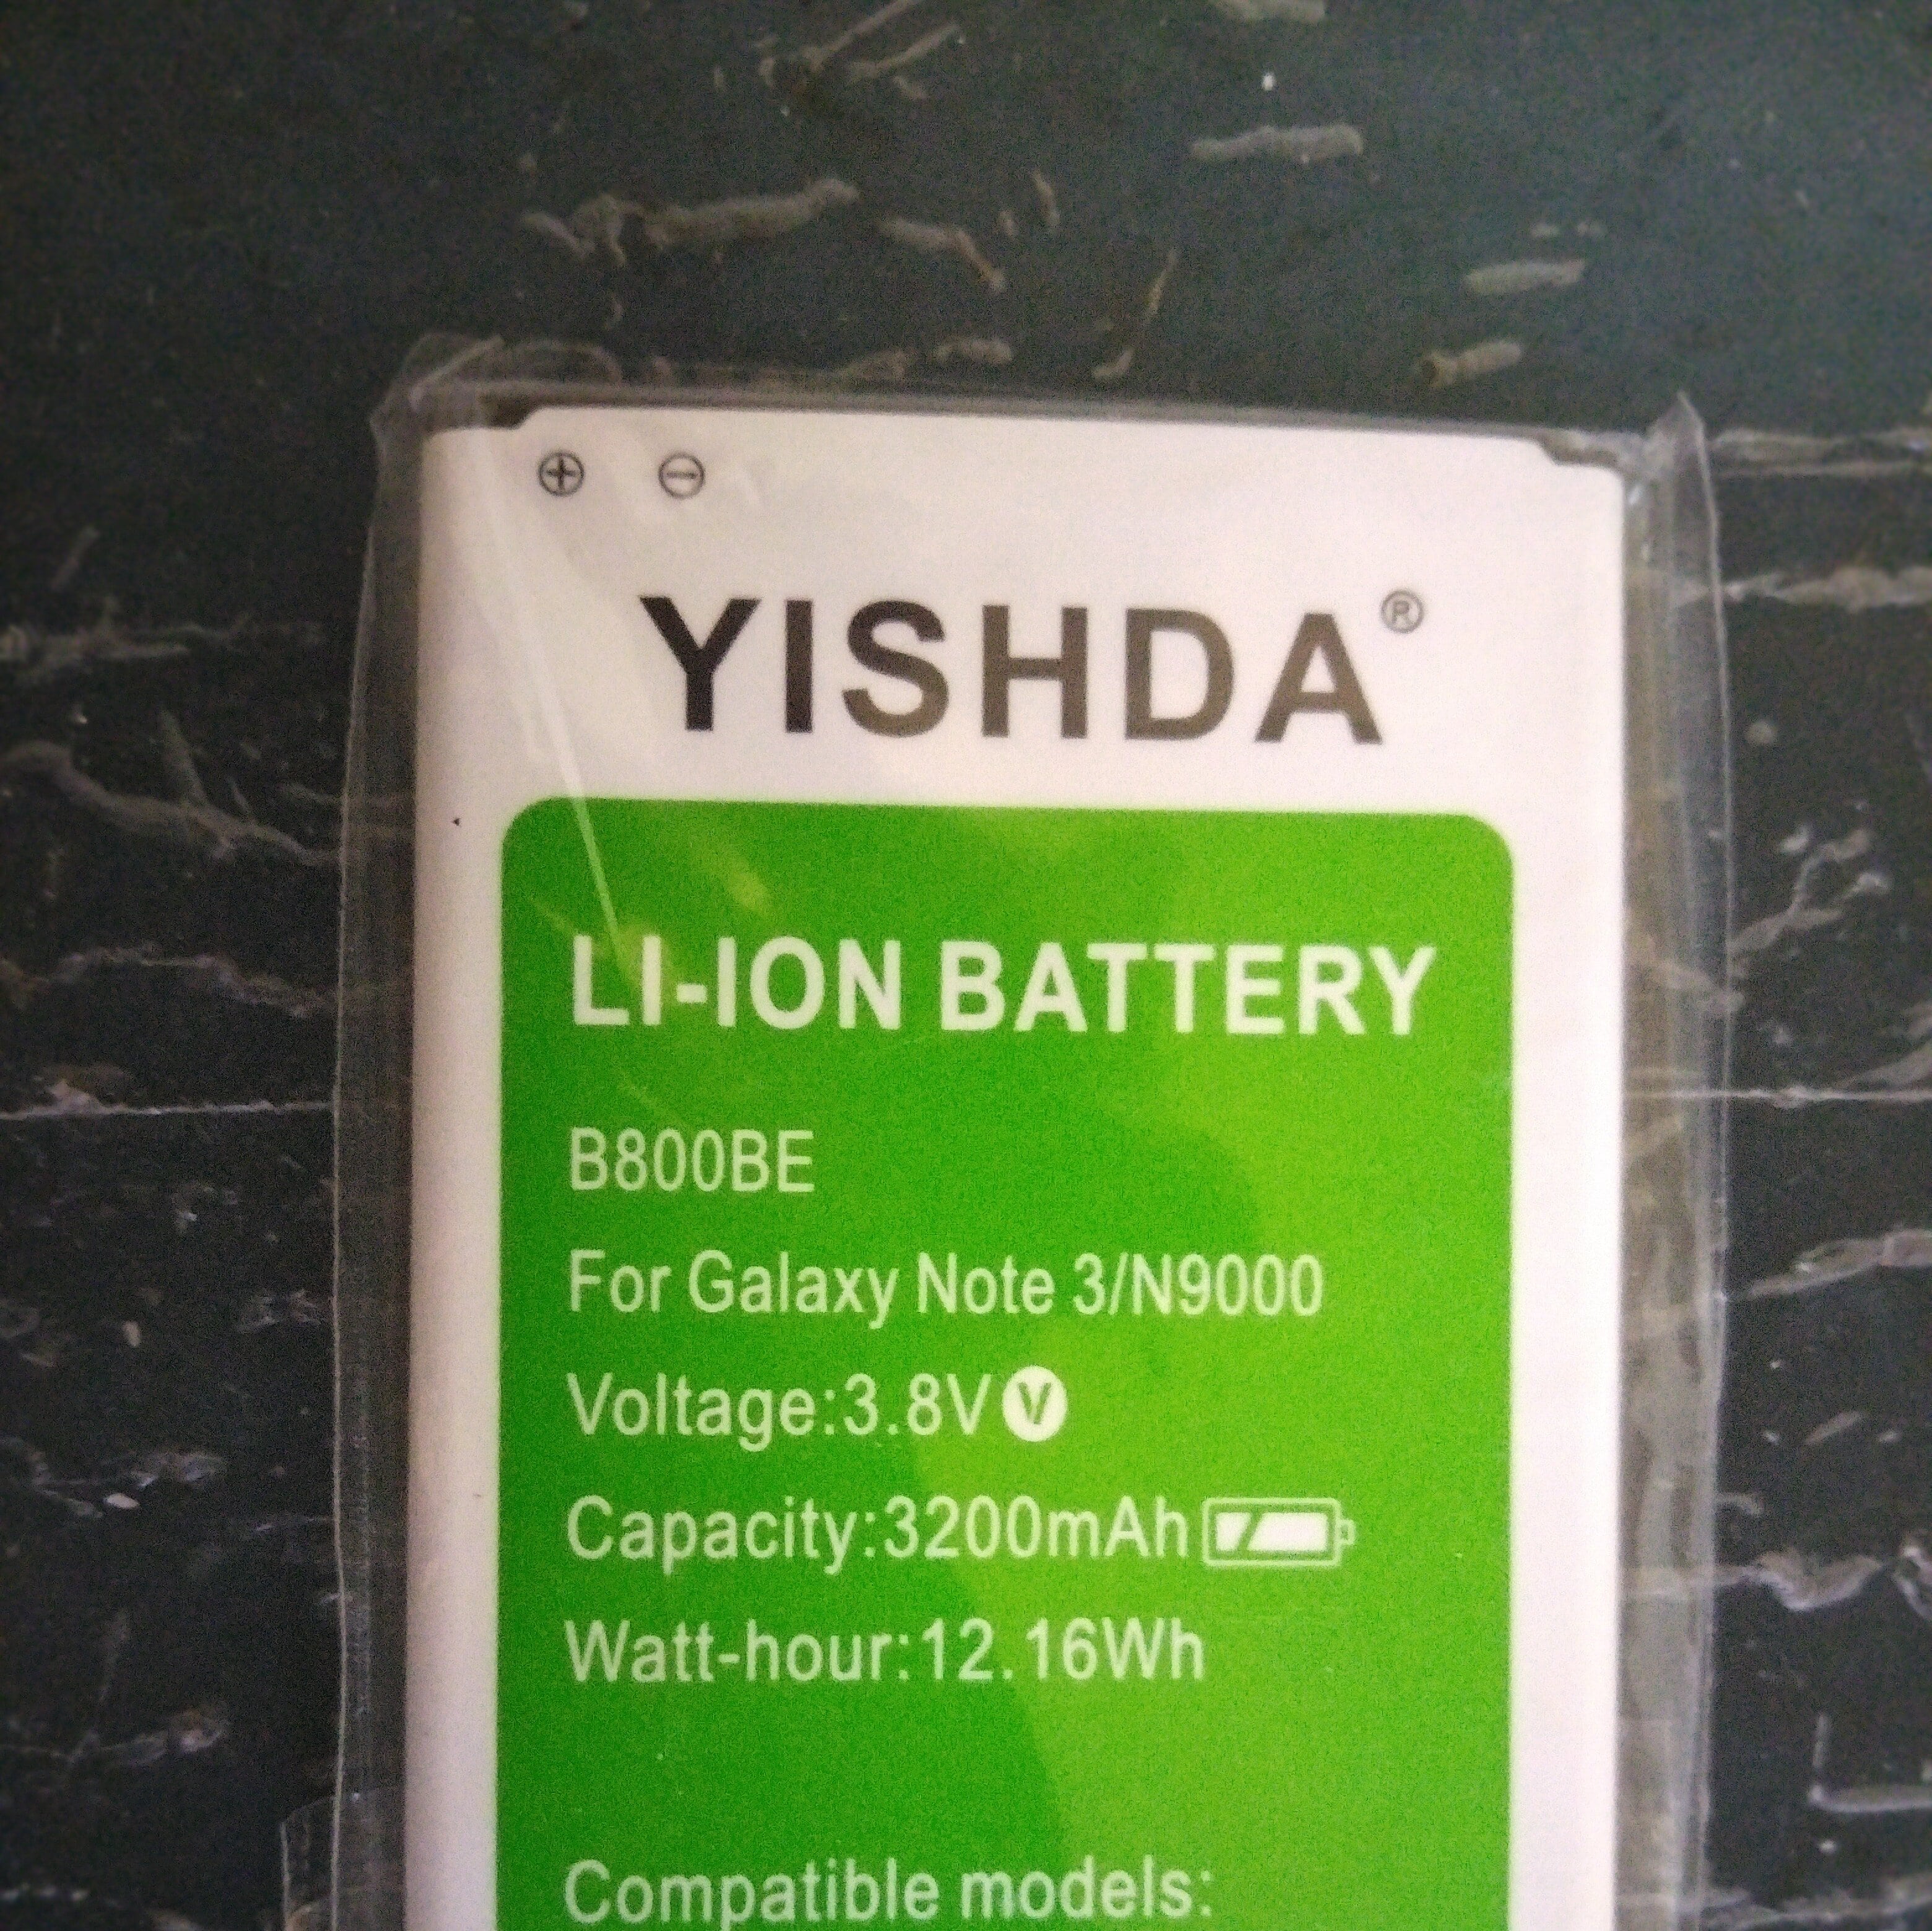 ⊕ ⊖
YISHDA®
LI-ION BATTERY
B800BE
For Galaxy Note 3/N9000
Voltage:3.8V V
Capacity:3200mAh
Watt-hour:12.16Wh
Compatible models: